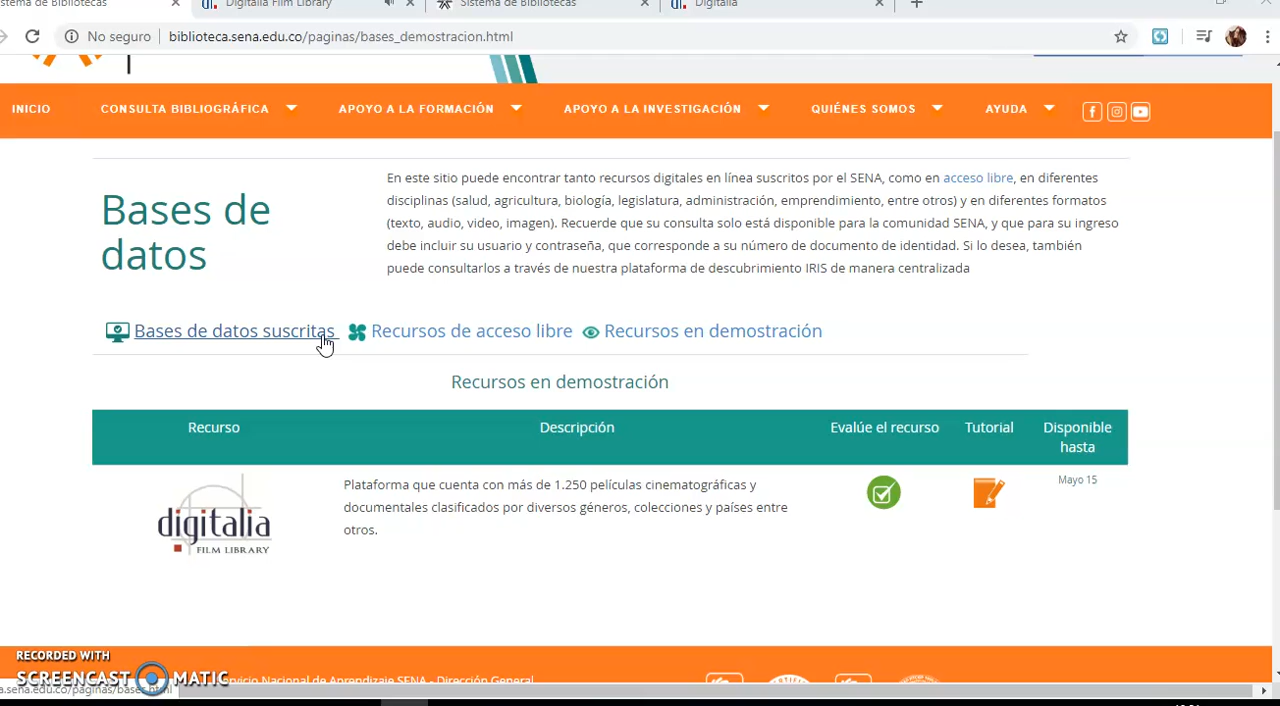 stema de Bibliotecas
Digitalia Film Library
Sistema de Bibliotecas
Digitalia
No seguro
biblioteca.sena.edu.co/paginas/bases_demostracion.html
INICIO
CONSULTA BIBLIOGRÁFICA
APOYO A LA FORMACIÓN
APOYO A LA INVESTIGACIÓN
QUIÉNES SOMOS
AYUDA
Bases de
datos
En este sitio puede encontrar tanto recursos digitales en línea suscritos por el SENA, como en acceso libre, en diferentes
disciplinas (salud, agricultura, biología, legislatura, administración, emprendimiento, entre otros) y en diferentes formatos
(texto, audio, video, imagen). Recuerde que su consulta solo está disponible para la comunidad SENA, y que para su ingreso
debe incluir su usuario y contraseña, que corresponde a su número de documento de identidad. Si lo desea, también
puede consultarlos a través de nuestra plataforma de descubrimiento IRIS de manera centralizada
Bases de datos suscritas
Recursos de acceso libre
Recursos en demostración
Recursos en demostración
Recurso
Descripción
Evalúe el recurso
Tutorial
Disponible
hasta
digitalia
FILM LIBRARY
Plataforma que cuenta con más de 1.250 películas cinematográficas y
documentales clasificados por diversos géneros, colecciones y países entre
otros.
Mayo 15
RECORDED WITH
SCREENCAST MATIC
rvicio Nacional de Aprendizaje SENA - Dirección General
a.sena.edu.co/paginas/bases.html